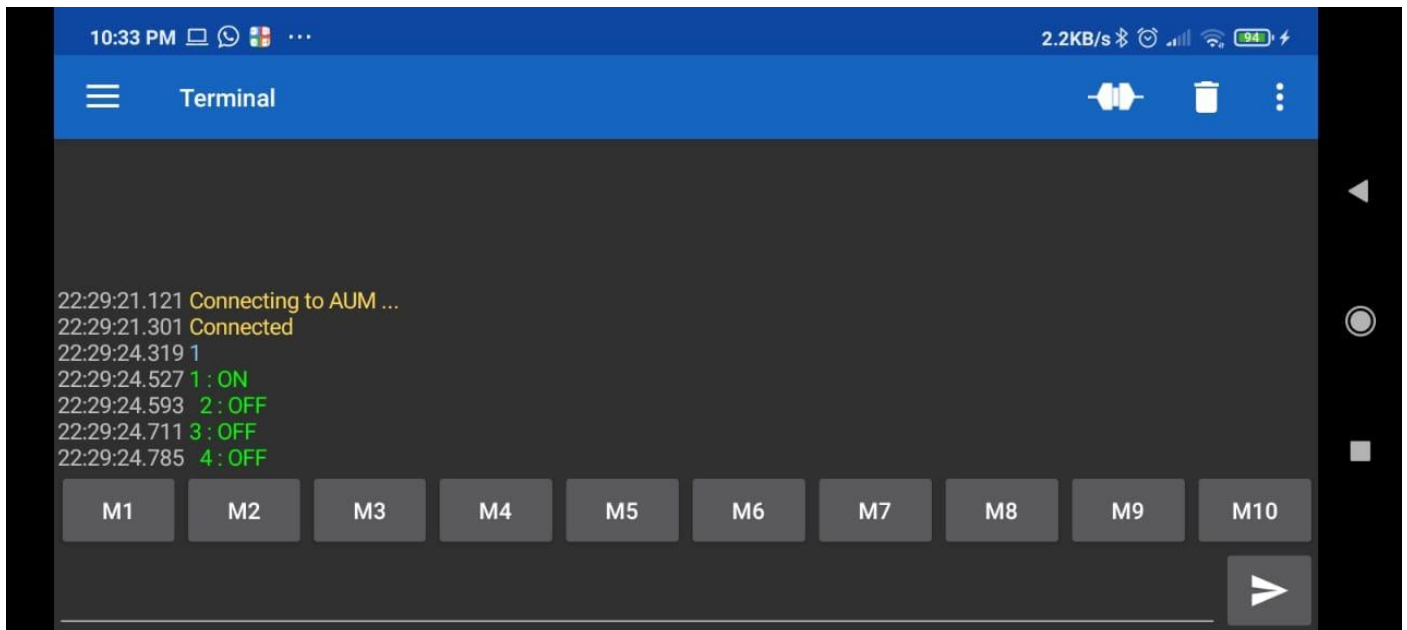 10:33 PM ... 2.2KB/s 94
Terminal
22:29:21.121 Connecting to AUM ...
22:29:21.301 Connected
22:29:24.319 1
22:29:24.527 1 : ON
22:29:24.593 2 : OFF
22:29:24.711 3 : OFF
22:29:24.785 4 : OFF
M1 M2 M3 M4 M5 M6 M7 M8 M9 M10